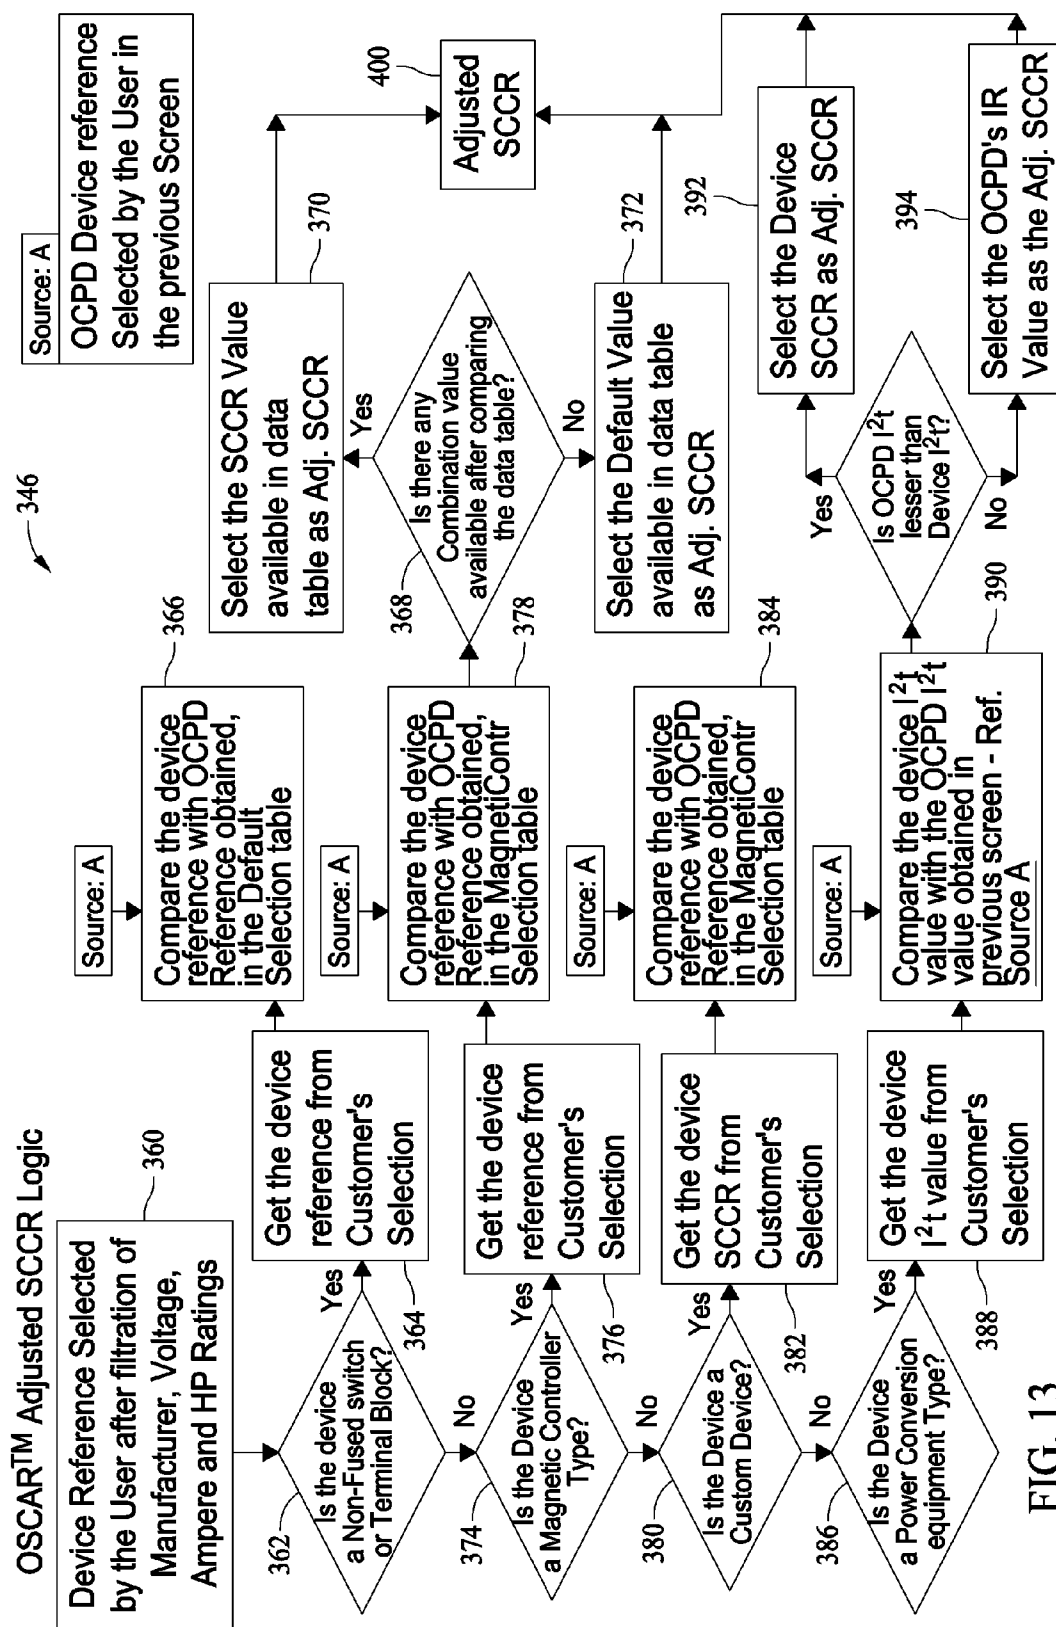 OSCAR™ Adjusted SCCR Logic
346
Source: A
OCPD Device reference
Selected by the User in
the previous Screen
Device Reference Selected
by the User after filtration of
Manufacturer, Voltage,
Ampere and HP Ratings
360
362
Is the device
a Non-Fused switch
or Terminal Block?
Yes
No
Get the device
reference from
Customer's
Selection
364
Source: A
Compare the device
reference with OCPD
Reference obtained,
in the Default
Selection table
366
Select the SCCR Value
available in data
table as Adj. SCCR
370
Yes
368
Is there any
Combination value
available after comparing
the data table?
No
Select the Default Value
available in data table
as Adj. SCCR
372
Adjusted
SCCR
400
374
Is the Device
a Magnetic Controller
Type?
Yes
No
Get the device
reference from
Customer's
Selection
376
Source: A
Compare the device
reference with OCPD
Reference obtained,
in the MagnetiContr
Selection table
378
380
Is the Device a
Custom Device?
Yes
No
Get the device
SCCR from
Customer's
Selection
382
Source: A
Compare the device
reference with OCPD
Reference obtained,
in the MagnetiContr
Selection table
384
386
Is the Device
a Power Conversion
equipment Type?
Yes
Get the device
I²t value from
Customer's
Selection
388
Source: A
Compare the device I²t
value with the OCPD I²t
value obtained in
previous screen - Ref.
Source A
390
Is OCPD I²t
lesser than
Device I²t?
Yes
No
Select the Device
SCCR as Adj. SCCR
392
Select the OCPD's IR
Value as the Adj. SCCR
394
FIG. 13